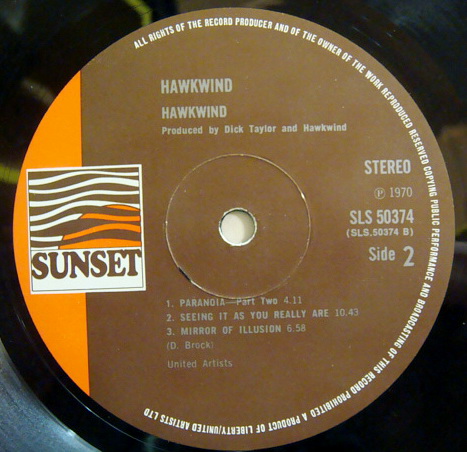 ALL RIGHTS OF THE RECORD PRODUCER AND OF THE OWNER OF THE WORK REPRODUCED RESERVED COPYING PUBLIC PERFORMANCE AND BROADCASTING OF THIS RECORD PROHIBITED A PRODUCT OF LIBERTY/UNITED ARTISTS LTD
HAWKWIND
HAWKWIND
Produced by Dick Taylor and Hawkwind
STEREO
Ⓟ 1970
SLS 50374
(SLS.50374 B)
Side 2
SUNSET
1. PARANOIA—Part Two 4.11
2. SEEING IT AS YOU REALLY ARE 10.43
3. MIRROR OF ILLUSION 6.58
(D. Brock)
United Artists